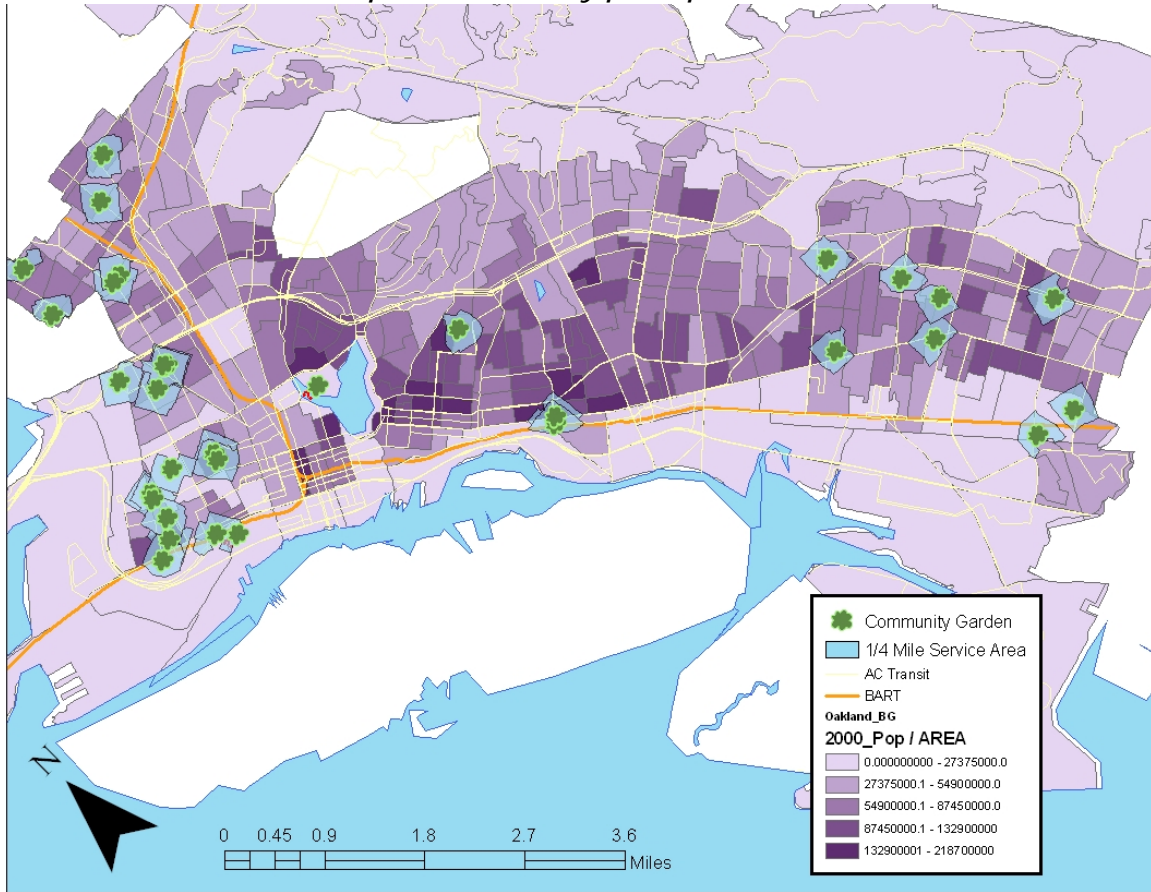 N
0 0.45 0.9 1.8 2.7 3.6
Miles
Community Garden
1/4 Mile Service Area
AC Transit
BART
Oakland_BG
2000_Pop / AREA
0.000000000 - 27375000.0
27375000.1 - 54900000.0
54900000.1 - 87450000.0
87450000.1 - 132900000
132900001 - 218700000